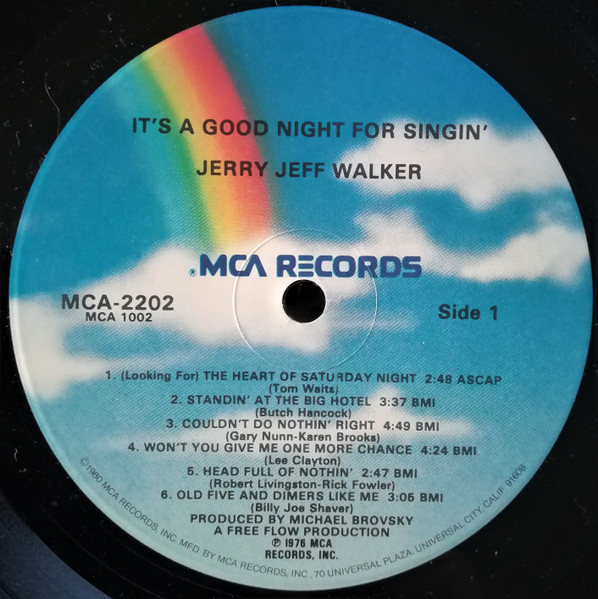 IT'S A GOOD NIGHT FOR SINGIN'
JERRY JEFF WALKER
®MCA RECORDS
MCA-2202
MCA 1002
Side 1
1. (Looking For) THE HEART OF SATURDAY NIGHT 2:48 ASCAP
(Tom Waits)
2. STANDIN' AT THE BIG HOTEL 3:37 BMI
(Butch Hancock)
3. COULDN'T DO NOTHIN' RIGHT 4:49 BMI
(Gary Nunn-Karen Brooks)
4. WON'T YOU GIVE ME ONE MORE CHANCE 4:24 BMI
(Lee Clayton)
5. HEAD FULL OF NOTHIN' 2:47 BMI
(Robert Livingston-Rick Fowler)
6. OLD FIVE AND DIMERS LIKE ME 3:05 BMI
(Billy Joe Shaver)
PRODUCED BY MICHAEL BROVSKY
A FREE FLOW PRODUCTION
℗ 1976 MCA
RECORDS, INC.
©1980 MCA RECORDS, INC. MFD. BY MCA RECORDS, INC., 70 UNIVERSAL PLAZA, UNIVERSAL CITY, CALIF. 91608